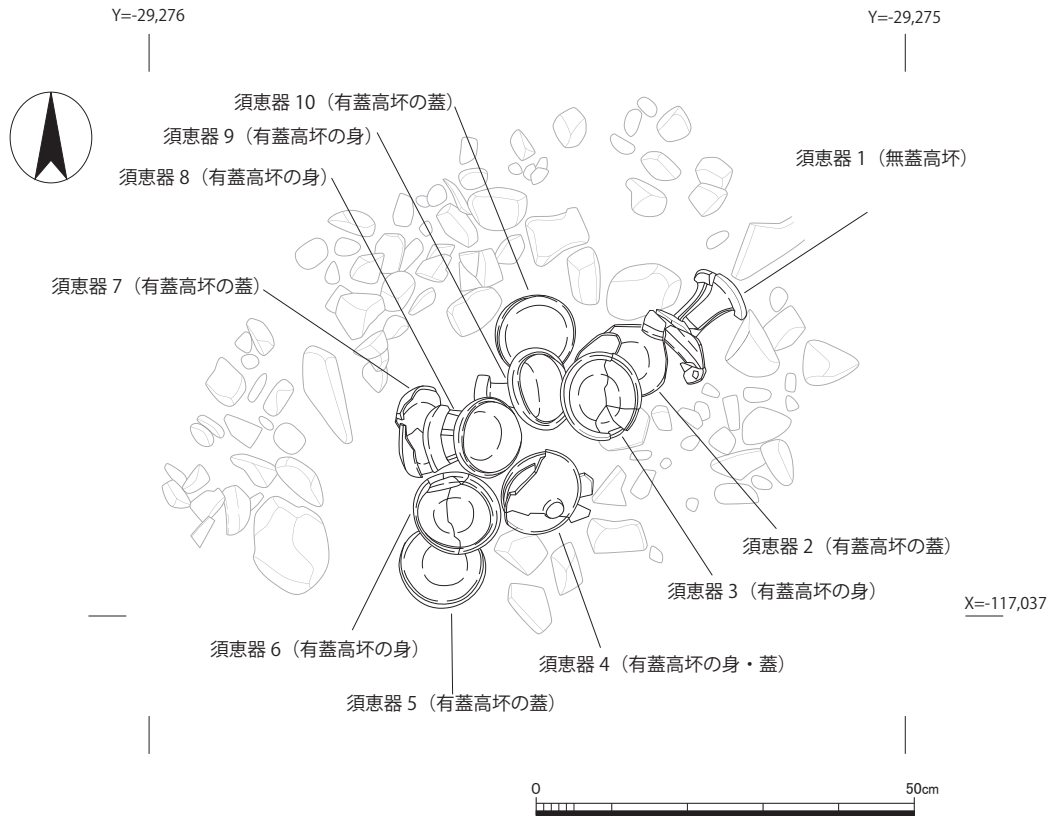 Y=-29,276
Y=-29,275
須恵器 10（有蓋高坏の蓋）
須恵器 9（有蓋高坏の身）
須恵器 8（有蓋高坏の身）
須恵器 1（無蓋高坏）
須恵器 7（有蓋高坏の蓋）
須恵器 2（有蓋高坏の蓋）
須恵器 3（有蓋高坏の身）
X=-117,037
須恵器 6（有蓋高坏の身）
須恵器 4（有蓋高坏の身・蓋）
須恵器 5（有蓋高坏の蓋）
0
50cm